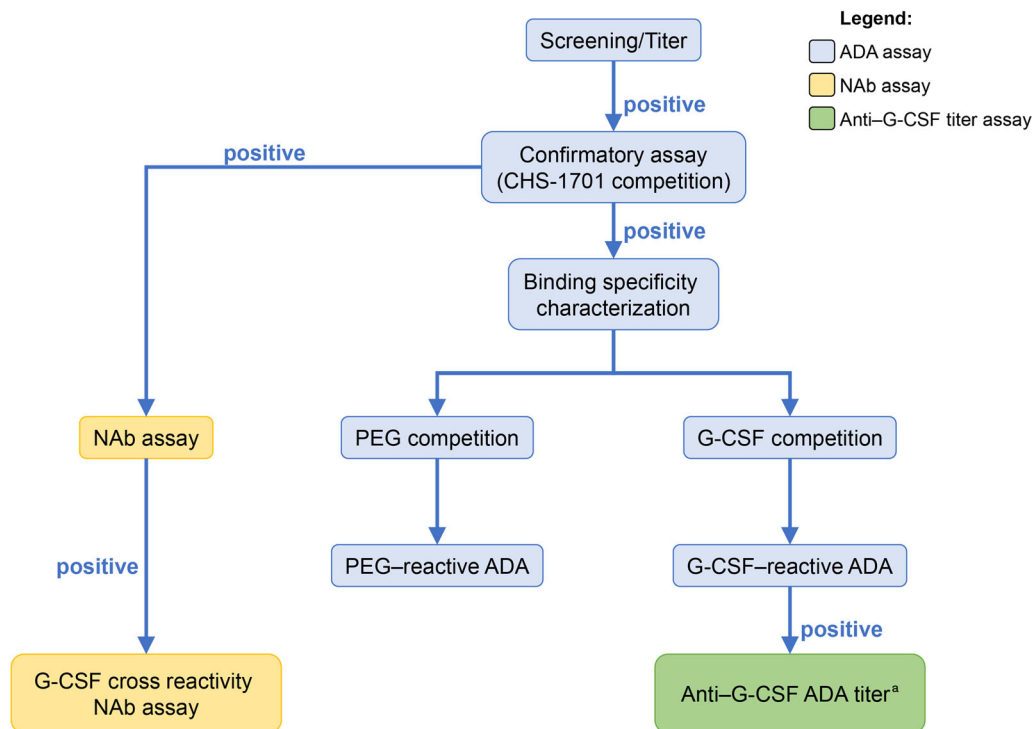 Legend:
ADA assay
NAb assay
Anti–G-CSF titer assay
Screening/Titer
positive
Confirmatory assay
(CHS-1701 competition)
positive
positive
Binding specificity
characterization
NAb assay
PEG competition
G-CSF competition
positive
PEG–reactive ADA
G-CSF–reactive ADA
positive
G-CSF cross reactivity
NAb assay
Anti–G-CSF ADA titerᵃ